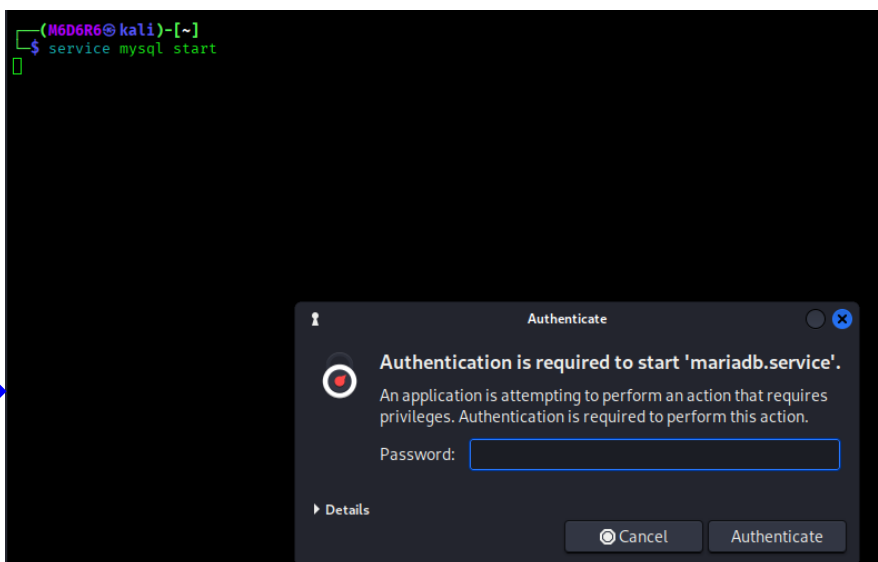 ┌──(M6D6R6㉿kali)-[~]
└─$ service mysql start
Authenticate
Authentication is required to start 'mariadb.service'.
An application is attempting to perform an action that requires
privileges. Authentication is required to perform this action.
Password:
Details
Cancel Authenticate